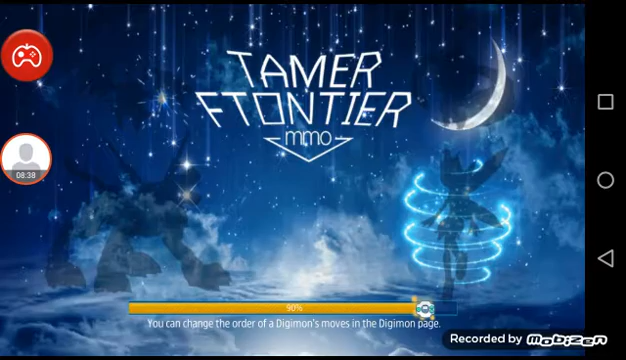 TAMER
FTONTIER
mmo
08:38
90%
You can change the order of a Digimon's moves in the Digimon page.
Recorded by mobizen